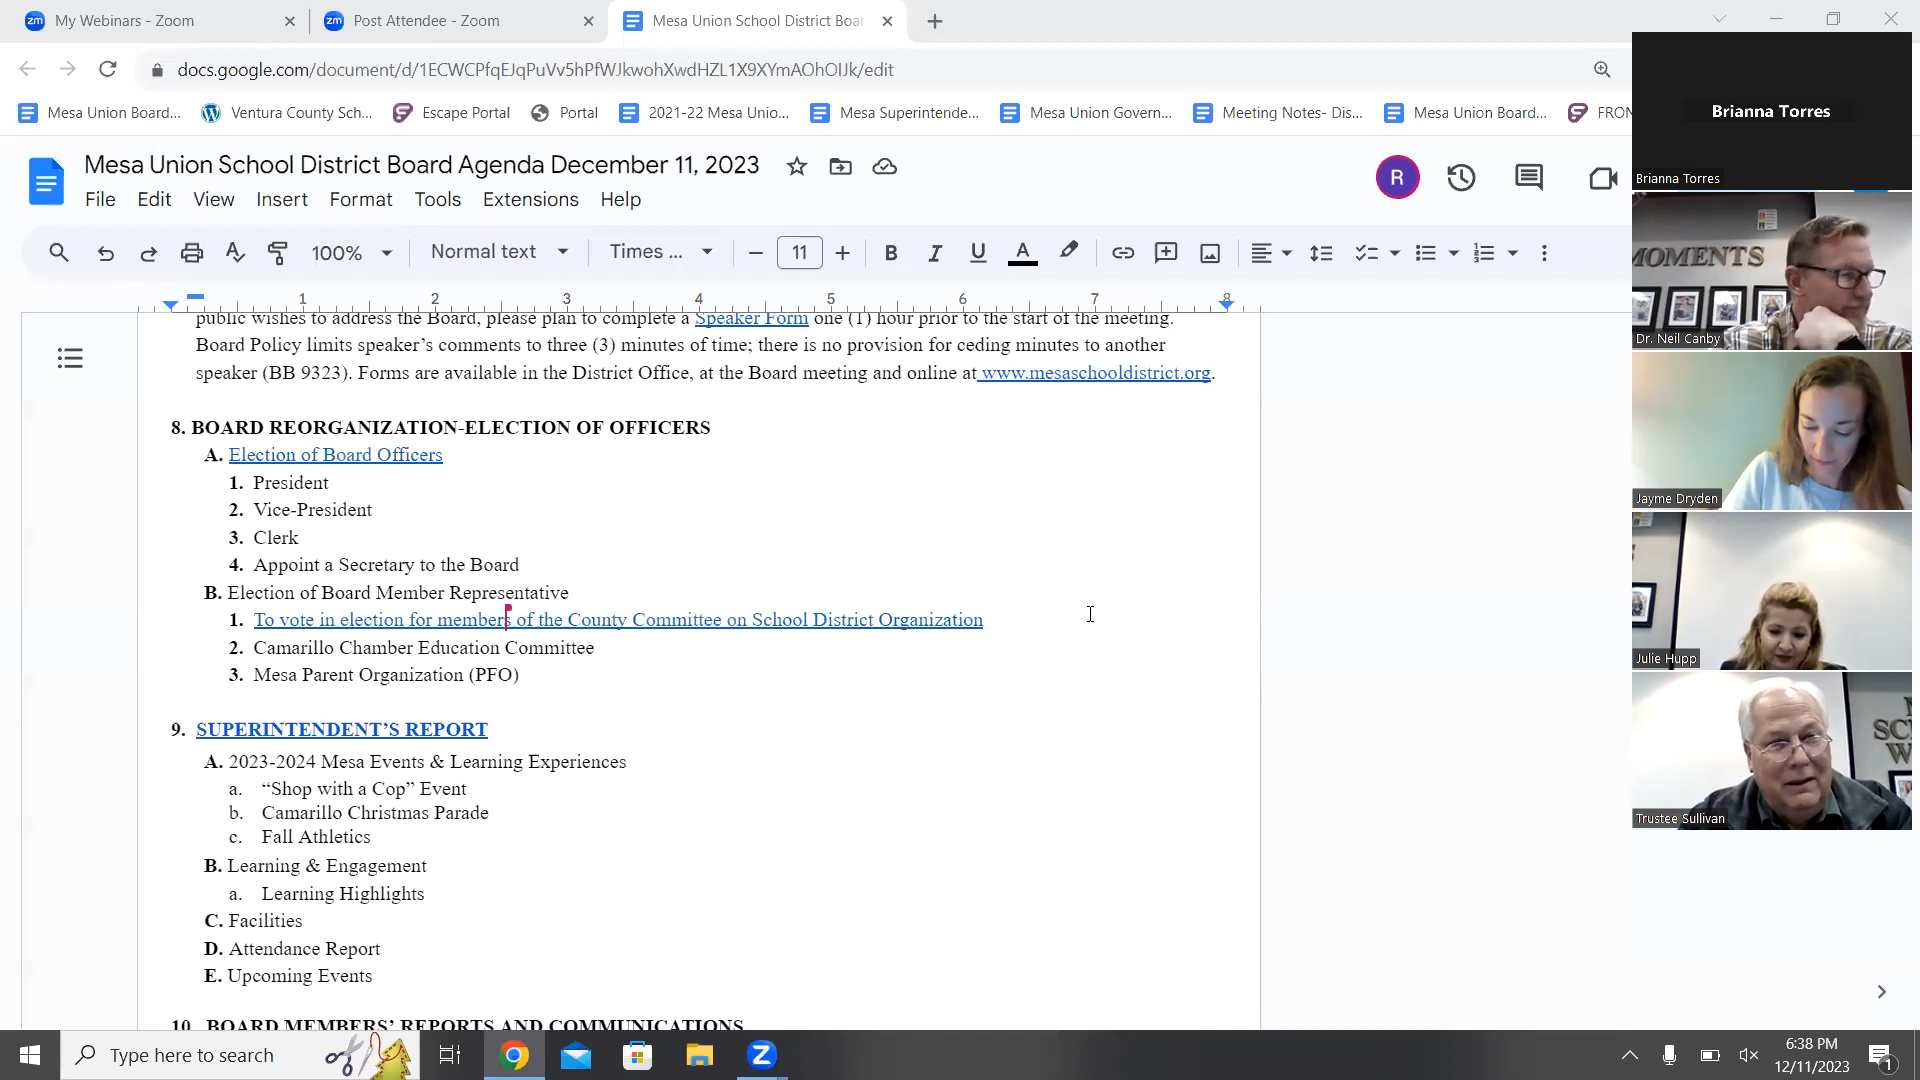 My Webinars - Zoom
Post Attendee - Zoom
Mesa Union School District Boar
docs.google.com/document/d/1ECWCPfqEJqPuVv5hPfWJkwohXwdHZL1X9XYmAOhOIJk/edit
Mesa Union Board...
Ventura County Sch...
Escape Portal
Portal
2021-22 Mesa Unio...
Mesa Superintende...
Mesa Union Govern...
Meeting Notes- Dis...
Mesa Union Board...
FRON
Mesa Union School District Board Agenda December 11, 2023
R
File Edit View Insert Format Tools Extensions Help
100% Normal text Times ... 11 B I U A
1 2 3 4 5 6 7 8
public wishes to address the Board, please plan to complete a Speaker Form one (1) hour prior to the start of the meeting.
Board Policy limits speaker's comments to three (3) minutes of time; there is no provision for ceding minutes to another
speaker (BB 9323). Forms are available in the District Office, at the Board meeting and online at www.mesaschooldistrict.org.
8. BOARD REORGANIZATION-ELECTION OF OFFICERS
A. Election of Board Officers
1. President
2. Vice-President
3. Clerk
4. Appoint a Secretary to the Board
B. Election of Board Member Representative
1. To vote in election for members of the County Committee on School District Organization
2. Camarillo Chamber Education Committee
3. Mesa Parent Organization (PFO)
9. SUPERINTENDENT'S REPORT
A. 2023-2024 Mesa Events & Learning Experiences
a. “Shop with a Cop” Event
b. Camarillo Christmas Parade
c. Fall Athletics
B. Learning & Engagement
a. Learning Highlights
C. Facilities
D. Attendance Report
E. Upcoming Events
10. BOARD MEMBERS' REPORTS AND COMMUNICATIONS
Brianna Torres
Brianna Torres
MOMENTS
Dr. Neil Canby
Jayme Dryden
Julie Hupp
Trustee Sullivan
Type here to search
6:38 PM
12/11/2023
1